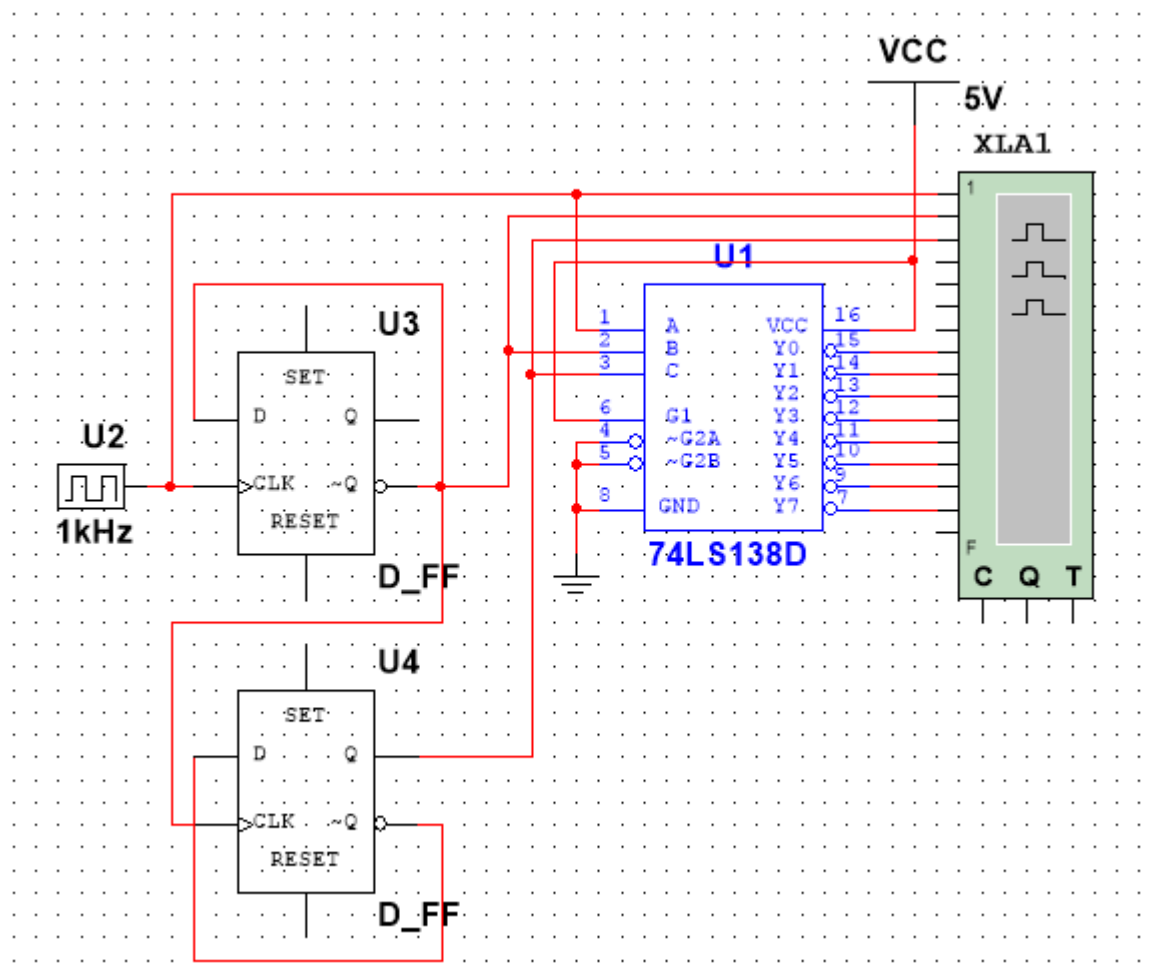 VCC
5V
XLA1
1
U1
U3
1 A VCC 16
2 B Y0 15
3 C Y1 14
Y2 13
SET
6 G1 Y3 12
D Q
4 ~G2A Y4 11
U2
5 ~G2B Y5 10
CLK ~Q
Y6 9
8 GND Y7 7
RESET
1kHz
74LS138D
F
C Q T
D_FF
U4
SET
D Q
CLK ~Q
RESET
D_FF